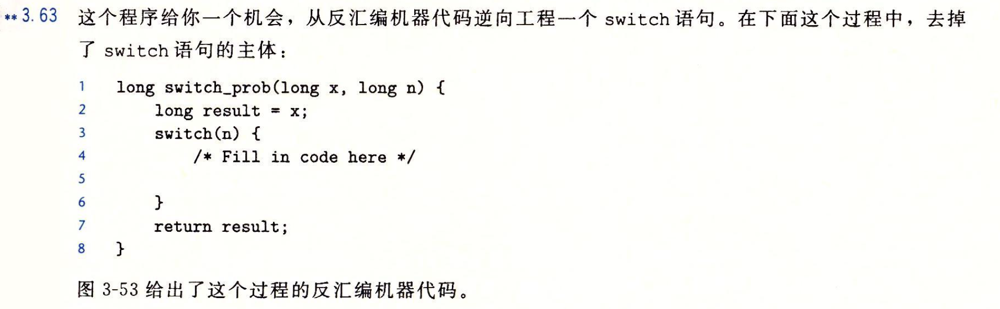 ** 3.63 这个程序给你一个机会，从反汇编机器代码逆向工程一个 switch 语句。在下面这个过程中，去掉
了 switch 语句的主体：
1 long switch_prob(long x, long n) {
2 long result = x;
3 switch(n) {
4 /* Fill in code here */
5
6 }
7 return result;
8 }
图 3-53 给出了这个过程的反汇编机器代码。